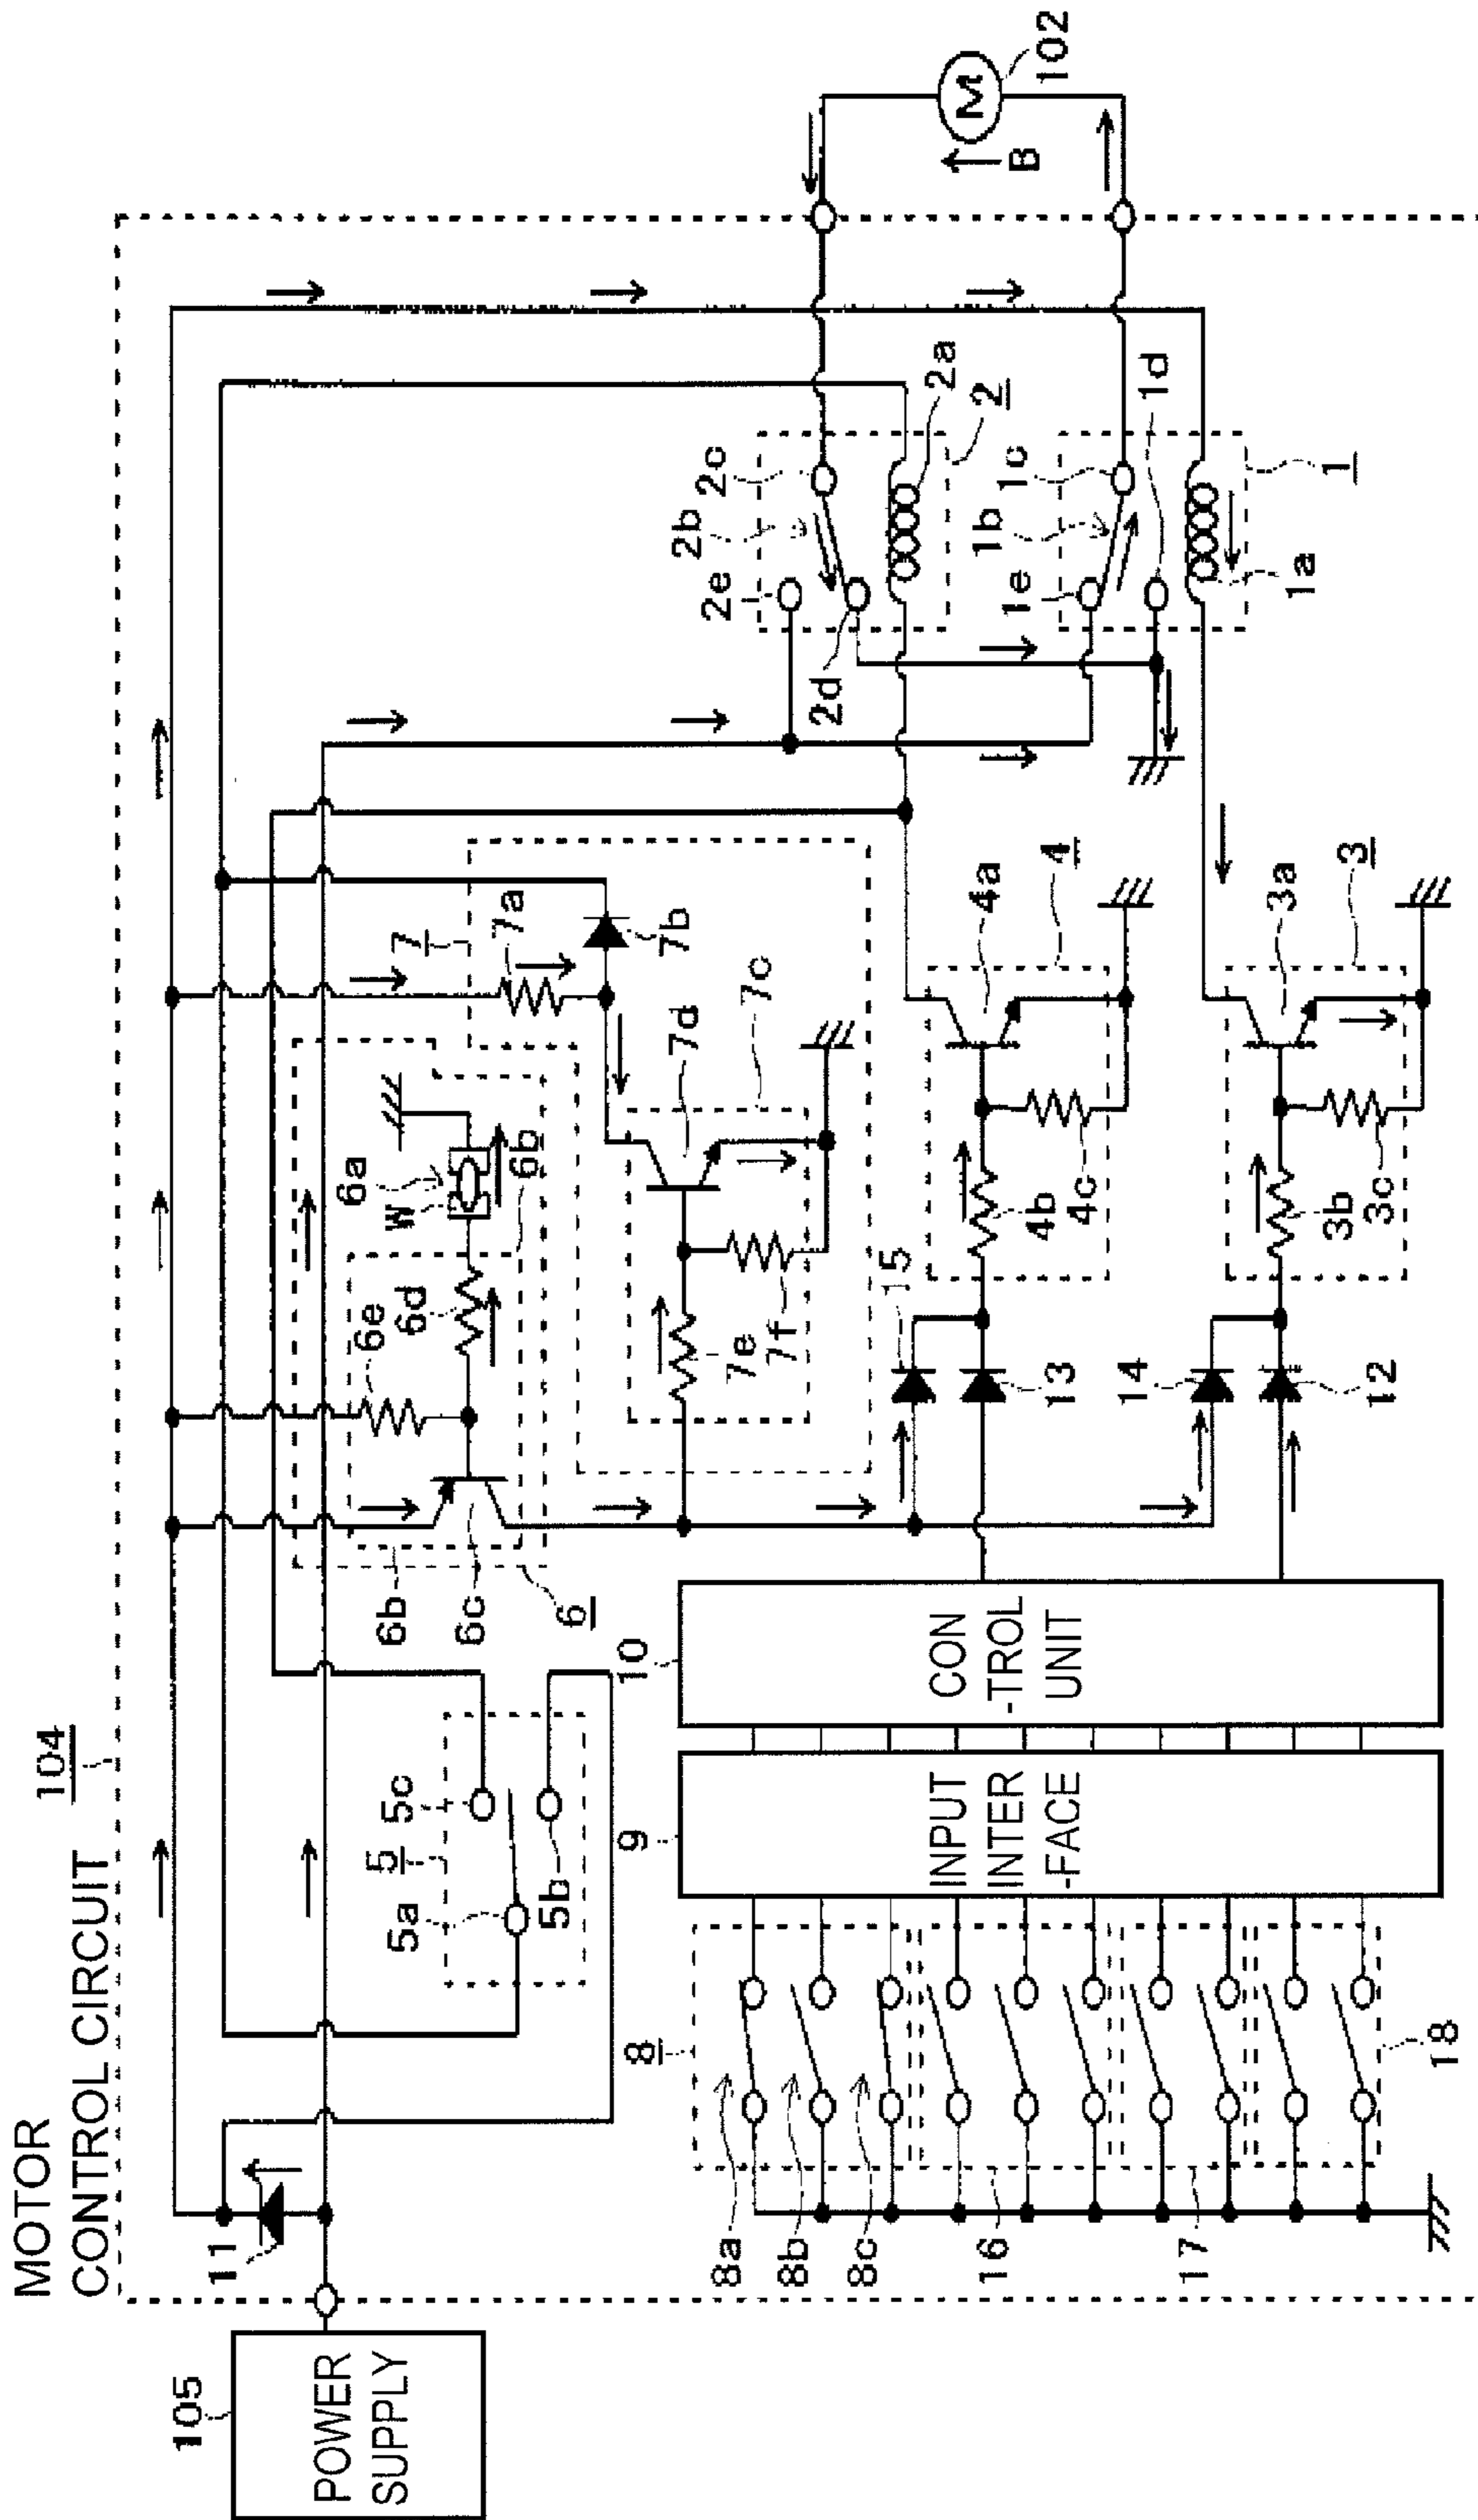 MOTOR
CONTROL CIRCUIT
104
105
POWER
SUPPLY
11
5
5a
5b
5c
6
6a
6b
6b
6c
6d
6e
W
7
7a
7b
7c
7d
7e
7f
8
8a
8b
8c
16
17
18
9
INPUT
INTER
-FACE
10
CON
-TROL
UNIT
15
13
14
12
4
4a
4b
4c
3
3a
3b
3c
2
2a
2b
2c
2d
2e
1
1a
1b
1c
1d
1e
M
B
102